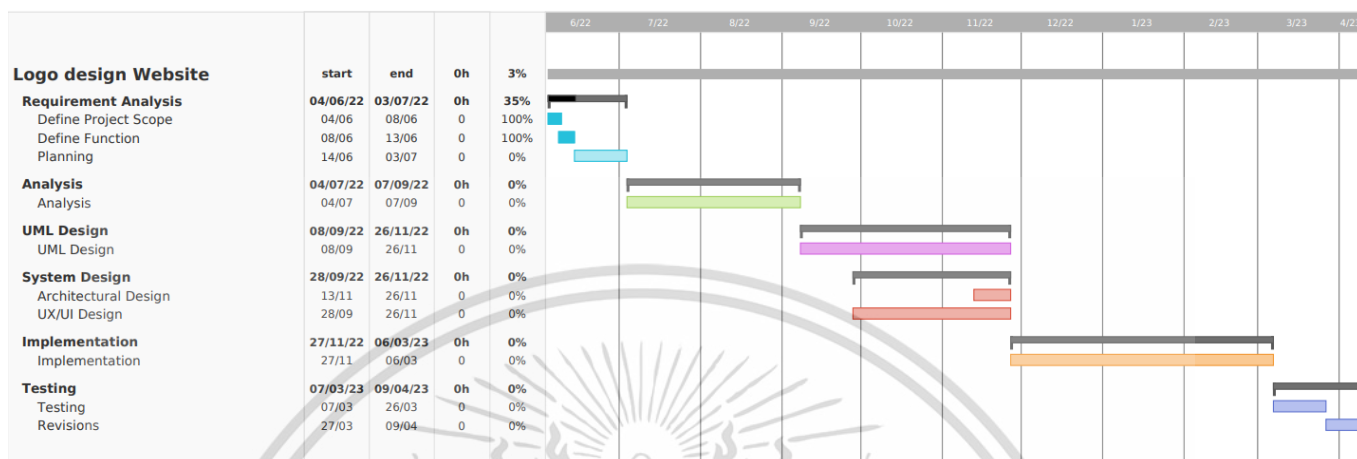 6/22 7/22 8/22 9/22 10/22 11/22 12/22 1/23 2/23 3/23 4/23
Logo design Website start end 0h 3%
Requirement Analysis 04/06/22 03/07/22 0h 35%
Define Project Scope 04/06 08/06 0 100%
Define Function 08/06 13/06 0 100%
Planning 14/06 03/07 0 0%
Analysis 04/07/22 07/09/22 0h 0%
Analysis 04/07 07/09 0 0%
UML Design 08/09/22 26/11/22 0h 0%
UML Design 08/09 26/11 0 0%
System Design 28/09/22 26/11/22 0h 0%
Architectural Design 13/11 26/11 0 0%
UX/UI Design 28/09 26/11 0 0%
Implementation 27/11/22 06/03/23 0h 0%
Implementation 27/11 06/03 0 0%
Testing 07/03/23 09/04/23 0h 0%
Testing 07/03 26/03 0 0%
Revisions 27/03 09/04 0 0%